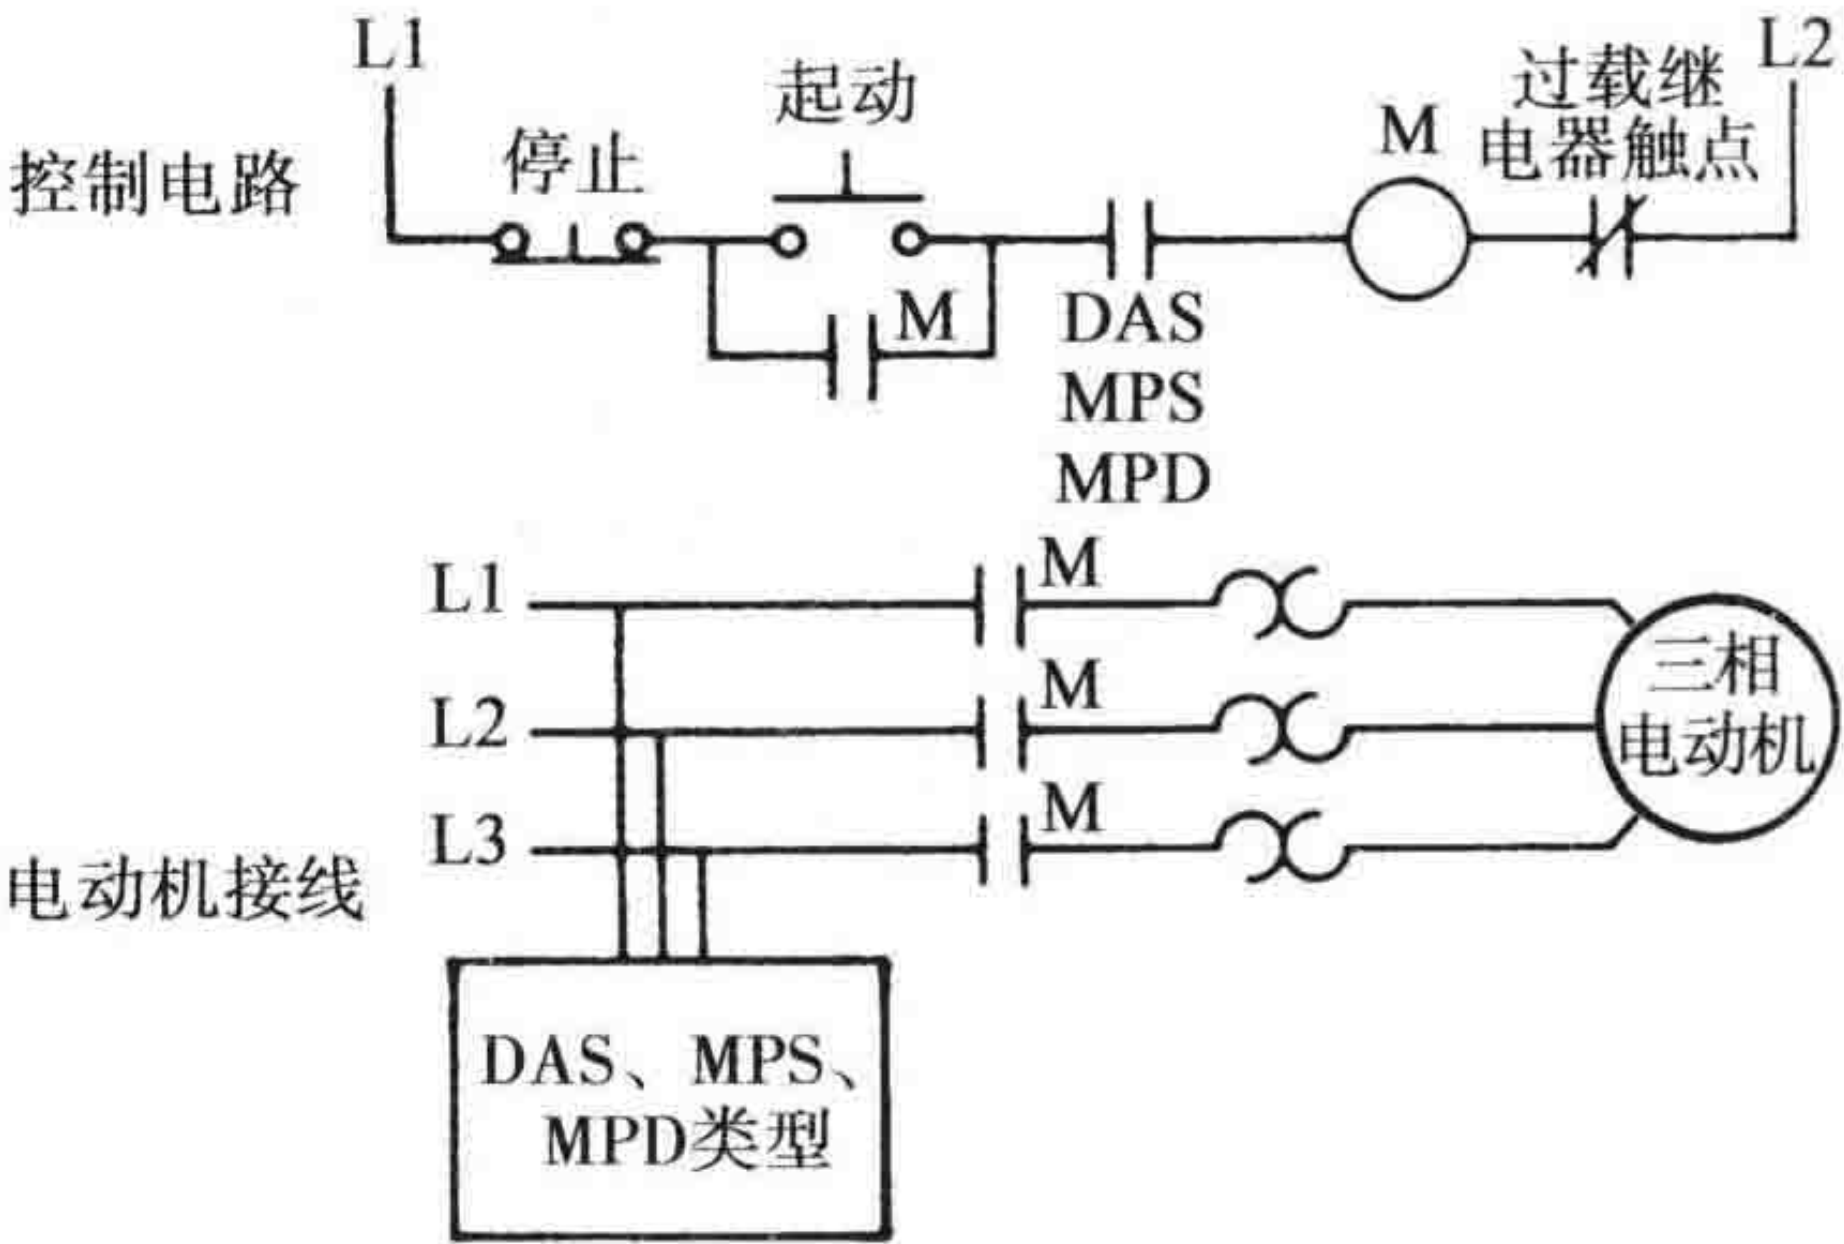 L1
L2
起动
过载继
停止
M
电器触点
控制电路
M
DAS
MPS
MPD
L1
M
L2
M
三相
电动机
L3
M
电动机接线
DAS、MPS、
MPD类型